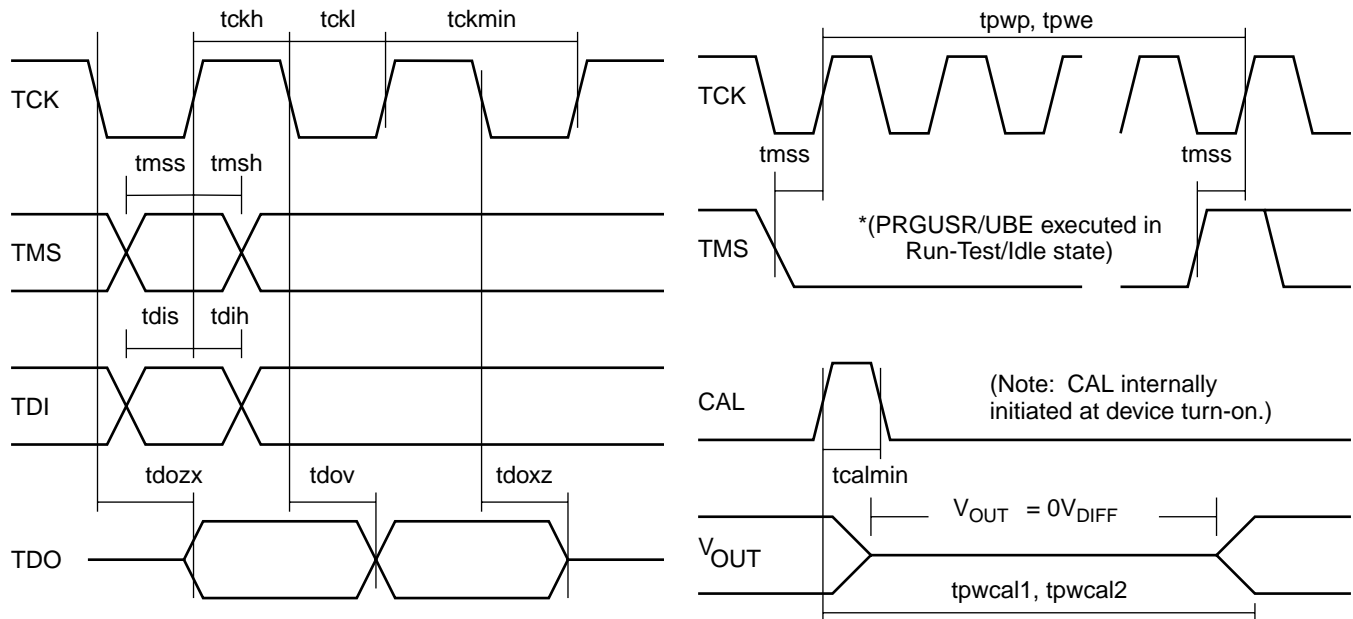 tckh tckl tckmin
TCK
tmss tmsh
TMS
tdis tdih
TDI
tdozx tdov tdoxz
TDO
tpwp, tpwe
TCK
tmss tmss
*(PRGUSR/UBE executed in
TMS
Run-Test/Idle state)
(Note: CAL internally
CAL
initiated at device turn-on.)
tcalmin
VOUT = 0VDIFF
VOUT
tpwcal1, tpwcal2